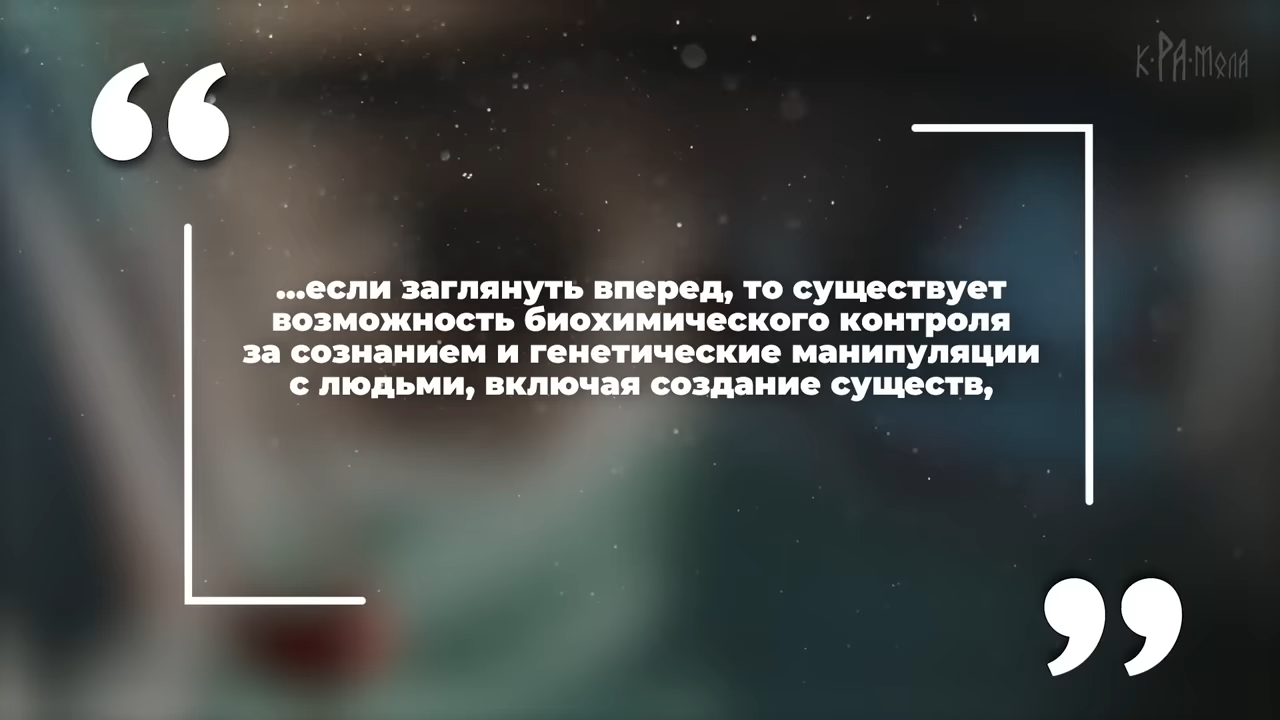 К·РА·МОЛА
...если заглянуть вперед, то существует
возможность биохимического контроля
за сознанием и генетические манипуляции
с людьми, включая создание существ,